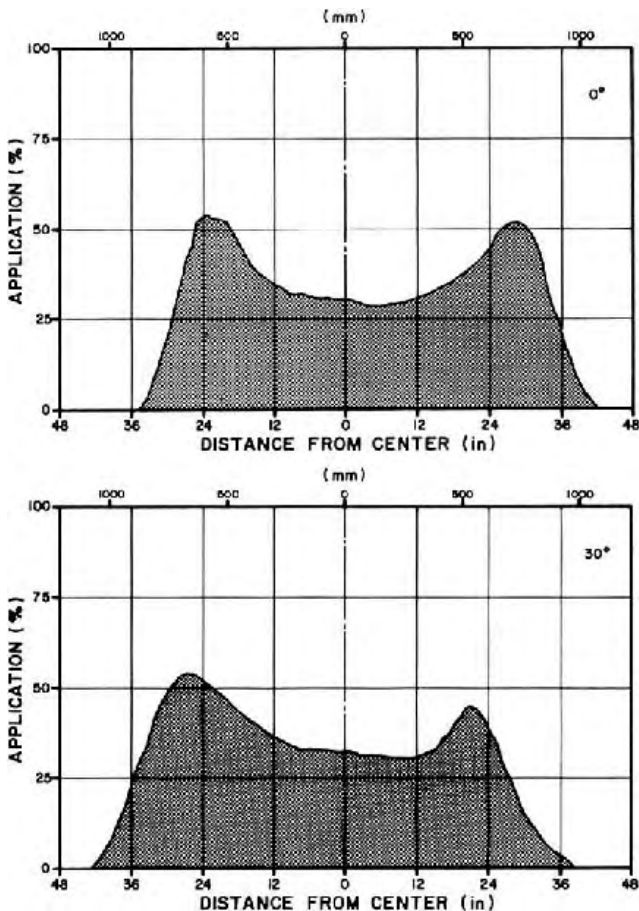 (mm)
1000 500 0 500 1000
100
75
50
25
0
APPLICATION (%)
0°
48 36 24 12 0 12 24 36 48
DISTANCE FROM CENTER (in)
(mm)
1000 500 0 500 1000
100
75
50
25
0
APPLICATION (%)
30°
48 36 24 12 0 12 24 36 48
DISTANCE FROM CENTER (in)